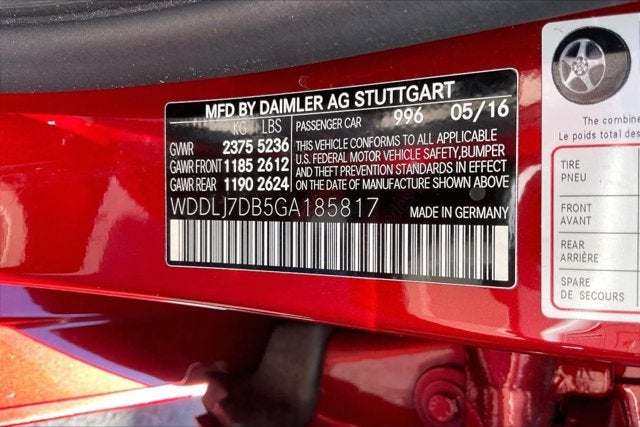 MFD BY DAIMLER AG STUTTGART
KG LBS PASSENGER CAR 996 05/16
GVWR 2375 5236
GAWR FRONT 1185 2612
GAWR REAR 1190 2624
THIS VEHICLE CONFORMS TO ALL APPLICABLE
U.S. FEDERAL MOTOR VEHICLE SAFETY,BUMPER
AND THEFT PREVENTION STANDARDS IN EFFECT
ON THE DATE OF MANUFACTURE SHOWN ABOVE
WDDLJ7DB5GA185817 MADE IN GERMANY
The combine
Le poids total des
TIRE
PNEU
FRONT
AVANT
REAR
ARRIÈRE
SPARE
DE SECOURS